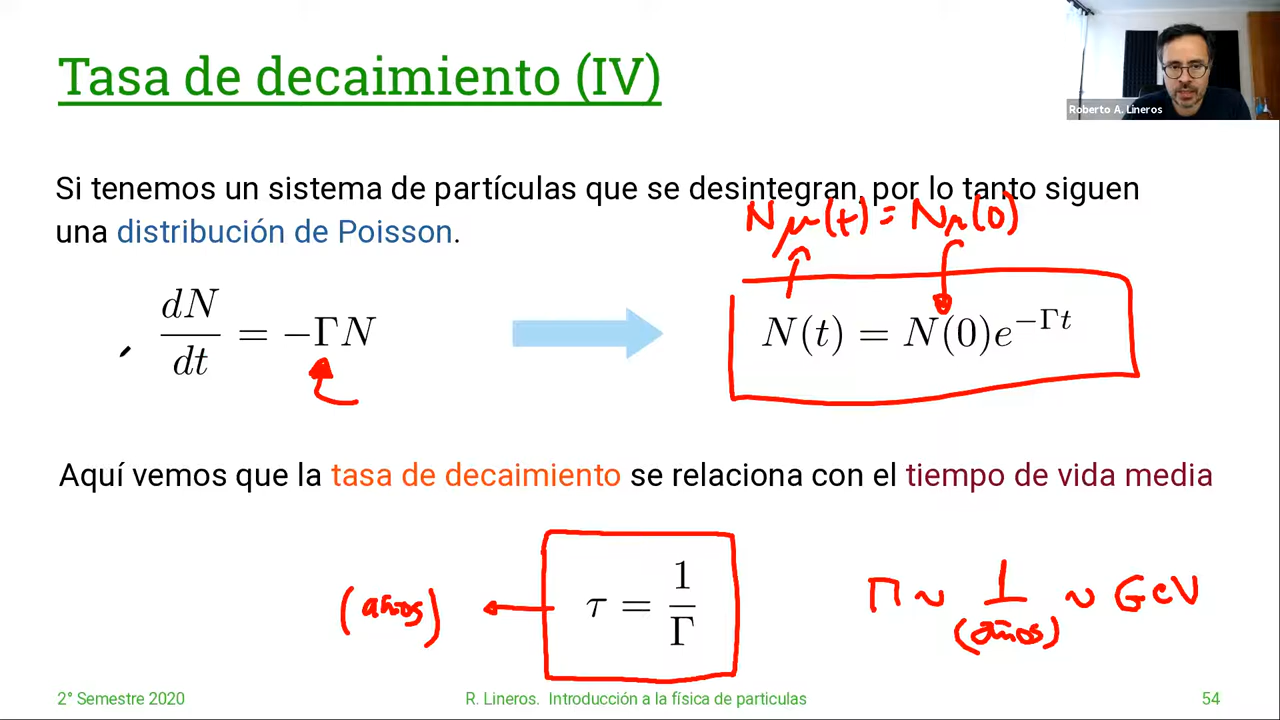 Tasa de decaimiento (IV)
Roberto A. Lineros
Si tenemos un sistema de partículas que se desintegran, por lo tanto siguen
una distribución de Poisson.
Nμ(t) = Nμ(0)
dN/dt = −ΓN
N(t) = N(0)e^{−Γt}
Aquí vemos que la tasa de decaimiento se relaciona con el tiempo de vida media
(años) ← τ = 1/Γ
Γ ~ 1/(años) ~ GeV
2° Semestre 2020
R. Lineros. Introducción a la física de particulas
54